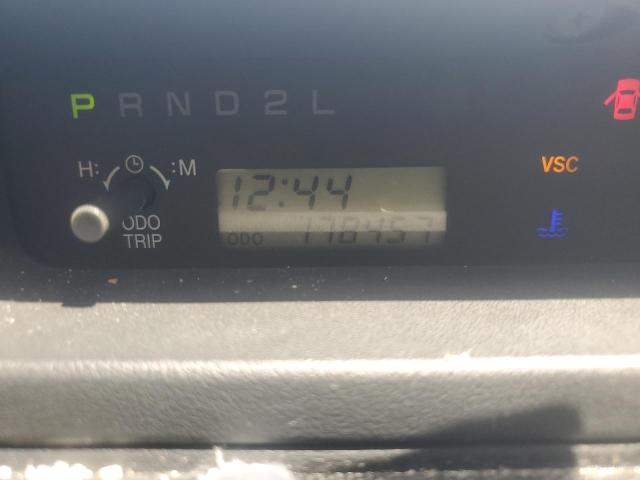 P R N D 2 L
H: :M
VSC
12:44
ODO
TRIP
ODO 178457